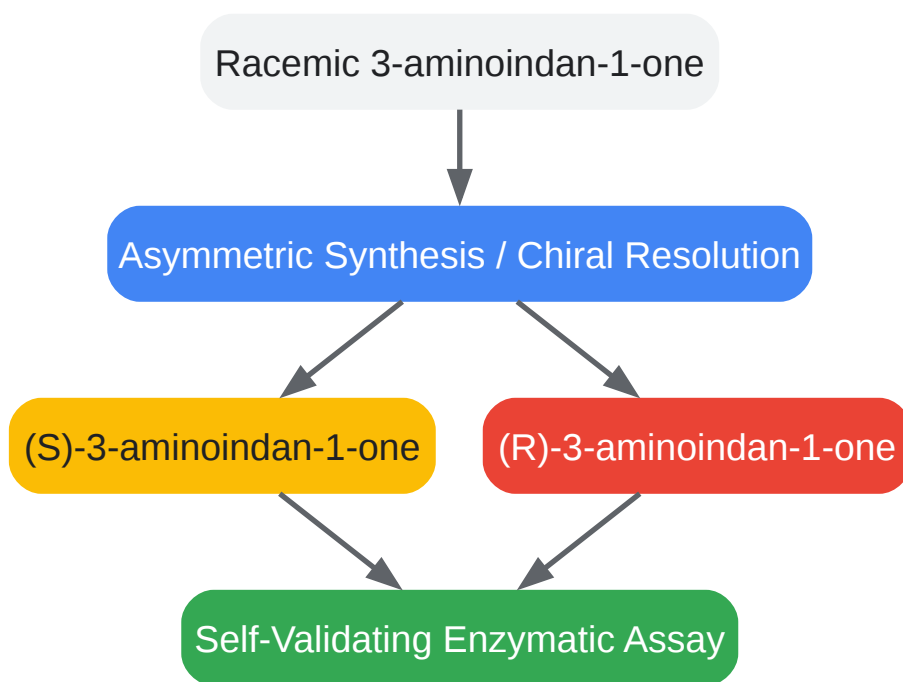 Racemic 3-aminoindan-1-one
Asymmetric Synthesis / Chiral Resolution
(S)-3-aminoindan-1-one
(R)-3-aminoindan-1-one
Self-Validating Enzymatic Assay